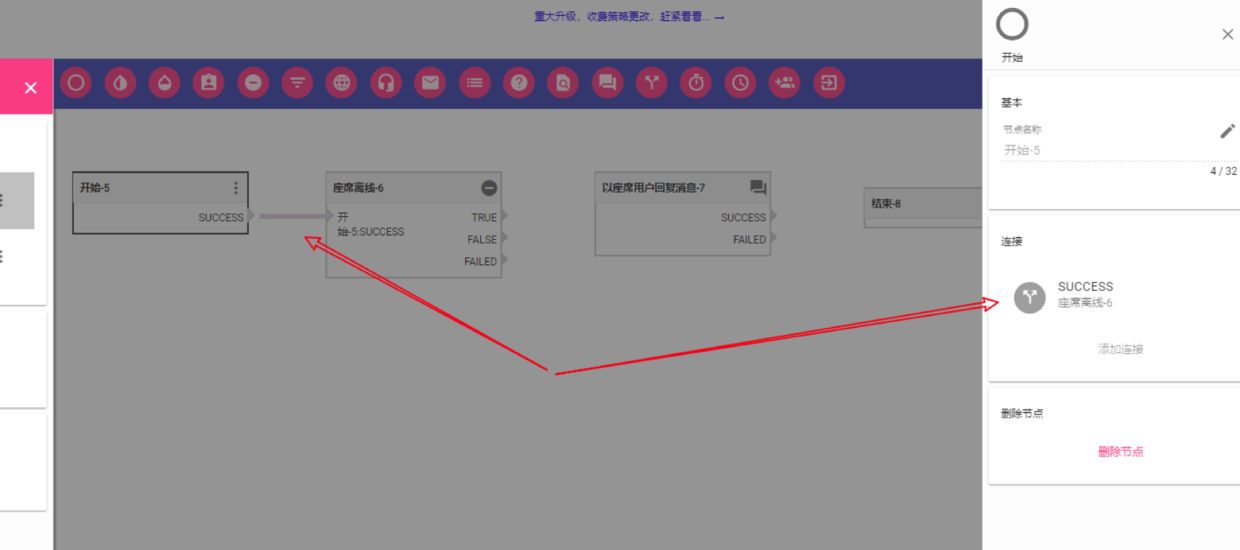 重大升级，收费策略更改，赶紧看看... →
开始
基本
节点名称
开始-5
4 / 32
开始-5
SUCCESS
座席离线-6
开
始-5:SUCCESS
TRUE
FALSE
FAILED
以座席用户回复消息-7
SUCCESS
FAILED
结束-8
连接
SUCCESS
座席离线-6
添加连接
删除节点
删除节点